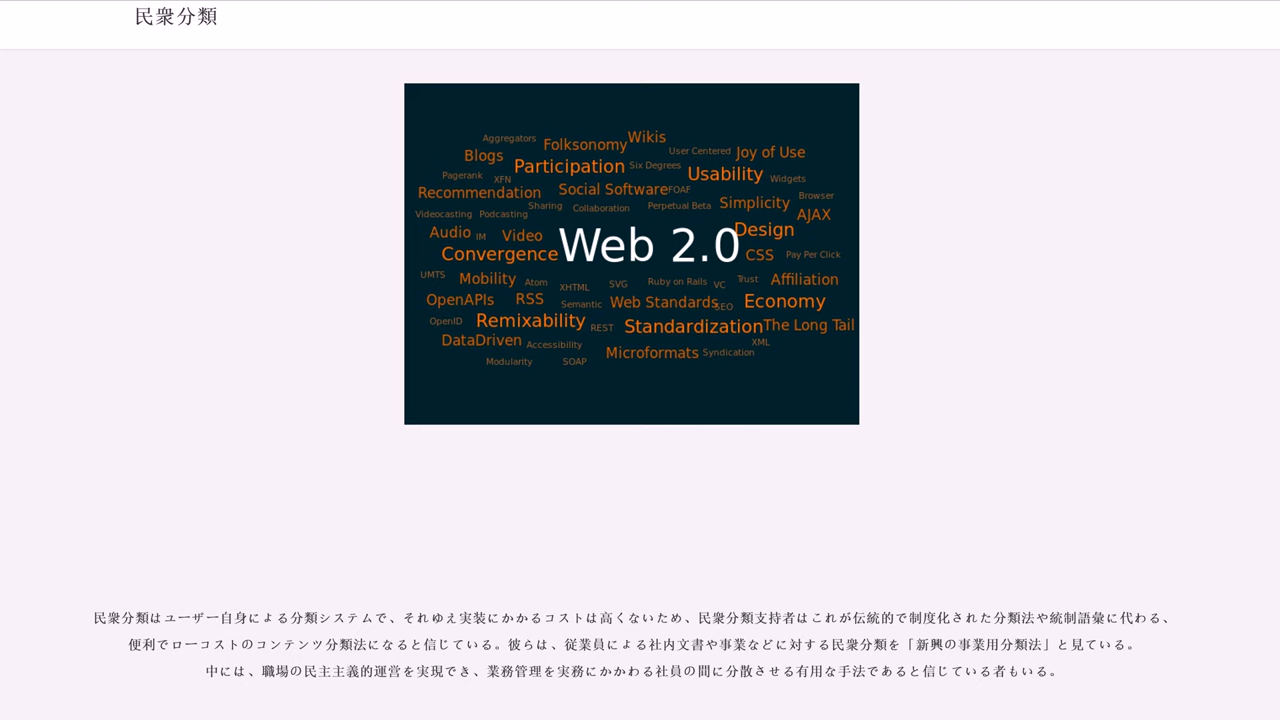 民衆分類
Aggregators Folksonomy Wikis
Blogs Participation Six Degrees User Centered Joy of Use
Pagerank XFN Usability Widgets
Recommendation Social Software FOAF Browser
Videocasting Podcasting Sharing Collaboration Perpetual Beta Simplicity AJAX
Audio IM Video Web 2.0 Design
Convergence CSS Pay Per Click
UMTS Mobility Atom XHTML SVG Ruby on Rails VC Trust Affiliation
OpenAPIs RSS Semantic Web Standards SEO Economy
OpenID Remixability REST Standardization The Long Tail
DataDriven Accessibility XML
Modularity SOAP Microformats Syndication
民衆分類はユーザー自身による分類システムで、それゆえ実装にかかるコストは高くないため、民衆分類支持者はこれが伝統的で制度化された分類法や統制語彙に代わる、
便利でローコストのコンテンツ分類法になると信じている。彼らは、従業員による社内文書や事業などに対する民衆分類を「新興の事業用分類法」と見ている。
中には、職場の民主主義的運営を実現でき、業務管理を実務にかかわる社員の間に分散させる有用な手法であると信じている者もいる。